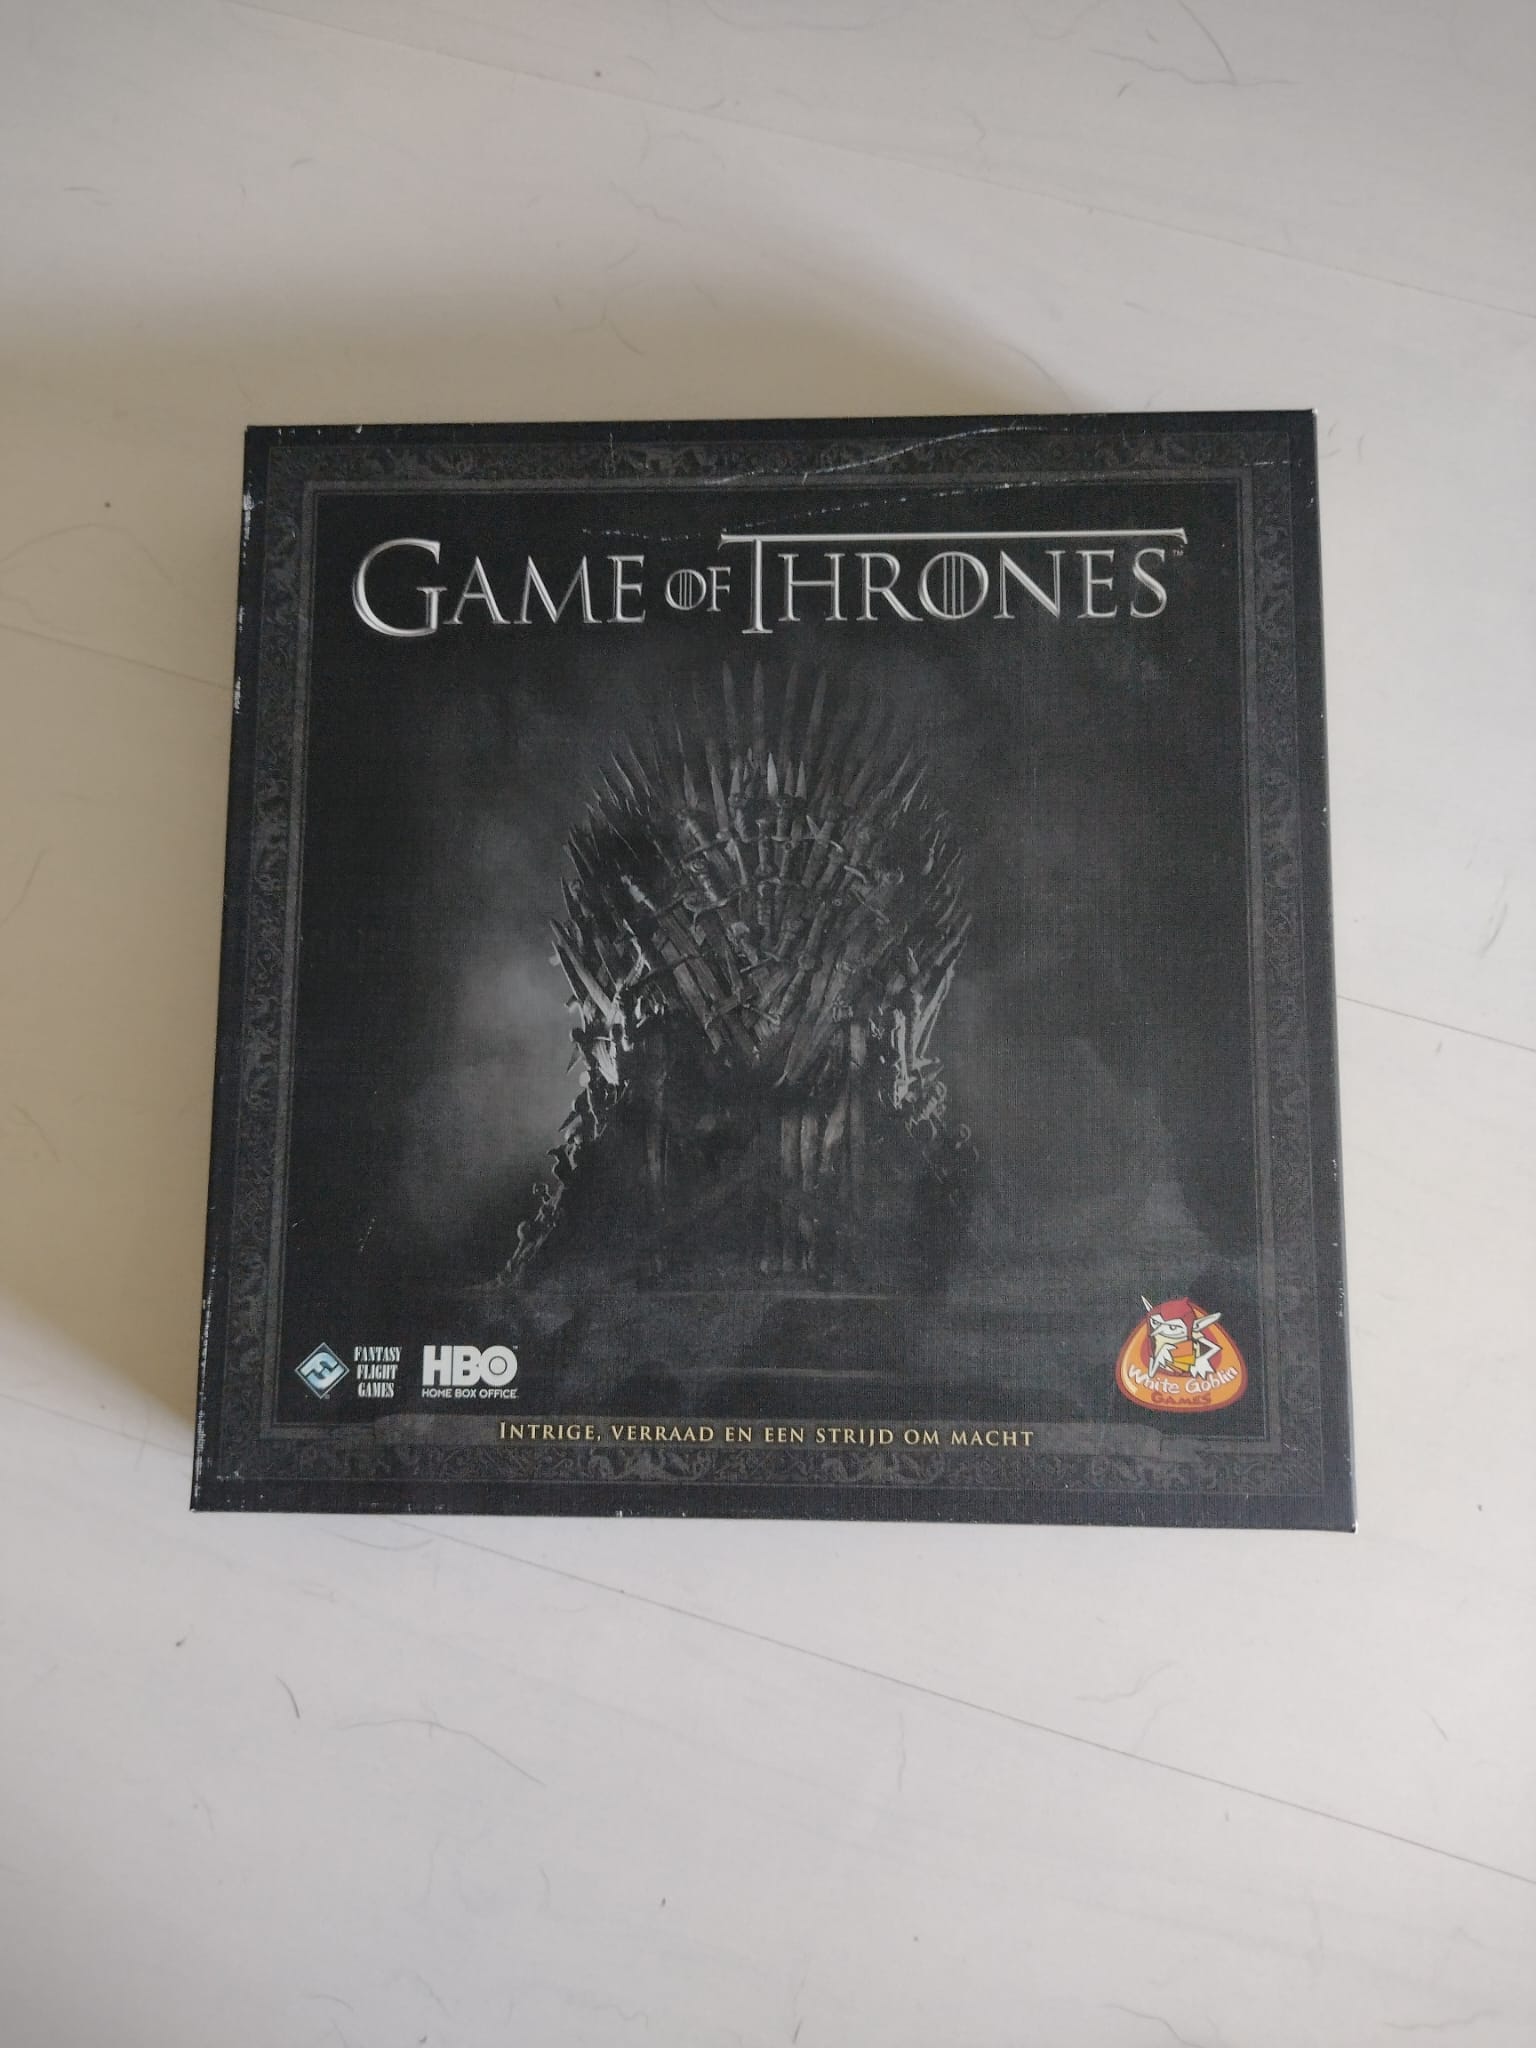 GAME OF THRONES™
FANTASY
FLIGHT
GAMES
HBO
HOME BOX OFFICE
White Goblin
GAMES
INTRIGE, VERRAAD EN EEN STRIJD OM MACHT